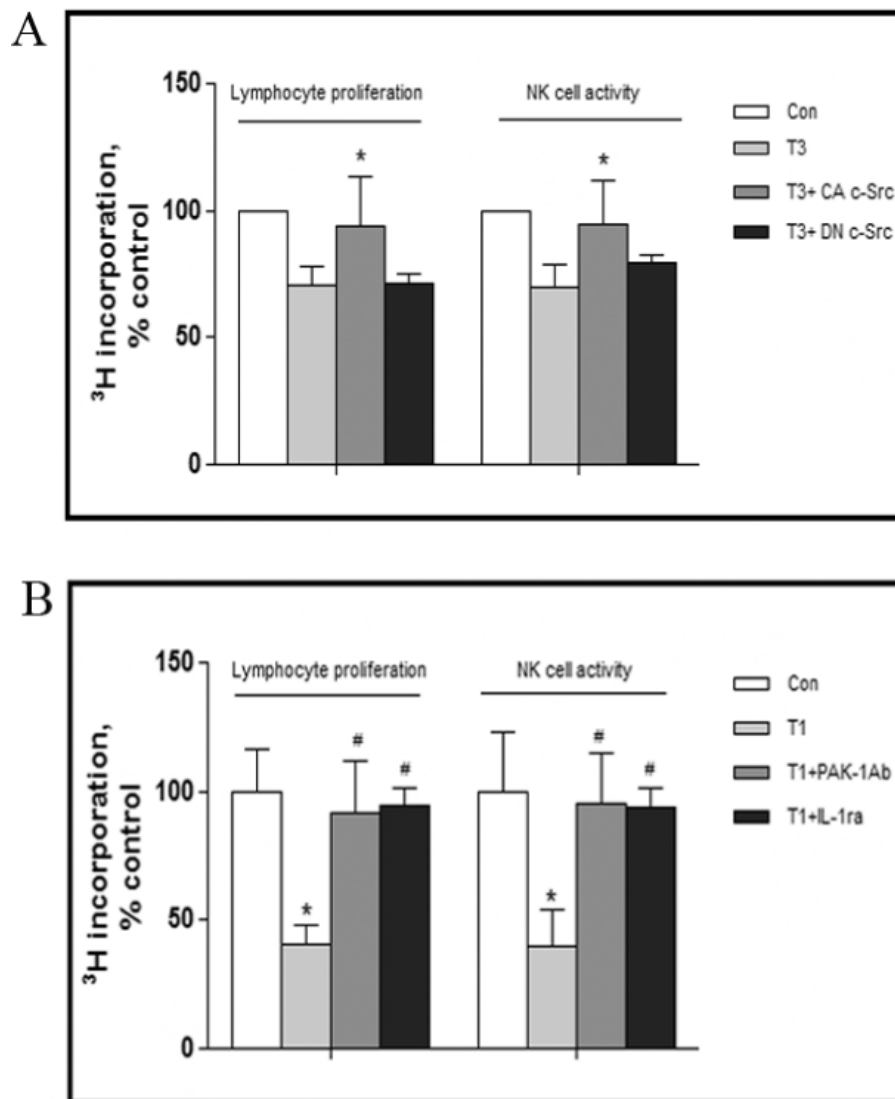 A
150
Lymphocyte proliferation
NK cell activity
*
*
100
50
0
³H incorporation,
% control
Con
T3
T3+ CA c-Src
T3+ DN c-Src
B
150
Lymphocyte proliferation
NK cell activity
#
#
#
#
*
*
100
50
0
³H incorporation,
% control
Con
T1
T1+PAK-1Ab
T1+IL-1ra